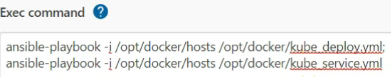 Exec command ?
ansible-playbook -i /opt/docker/hosts /opt/docker/kube_deploy.yml;
ansible-playbook -i /opt/docker/hosts /opt/docker/kube_service.yml